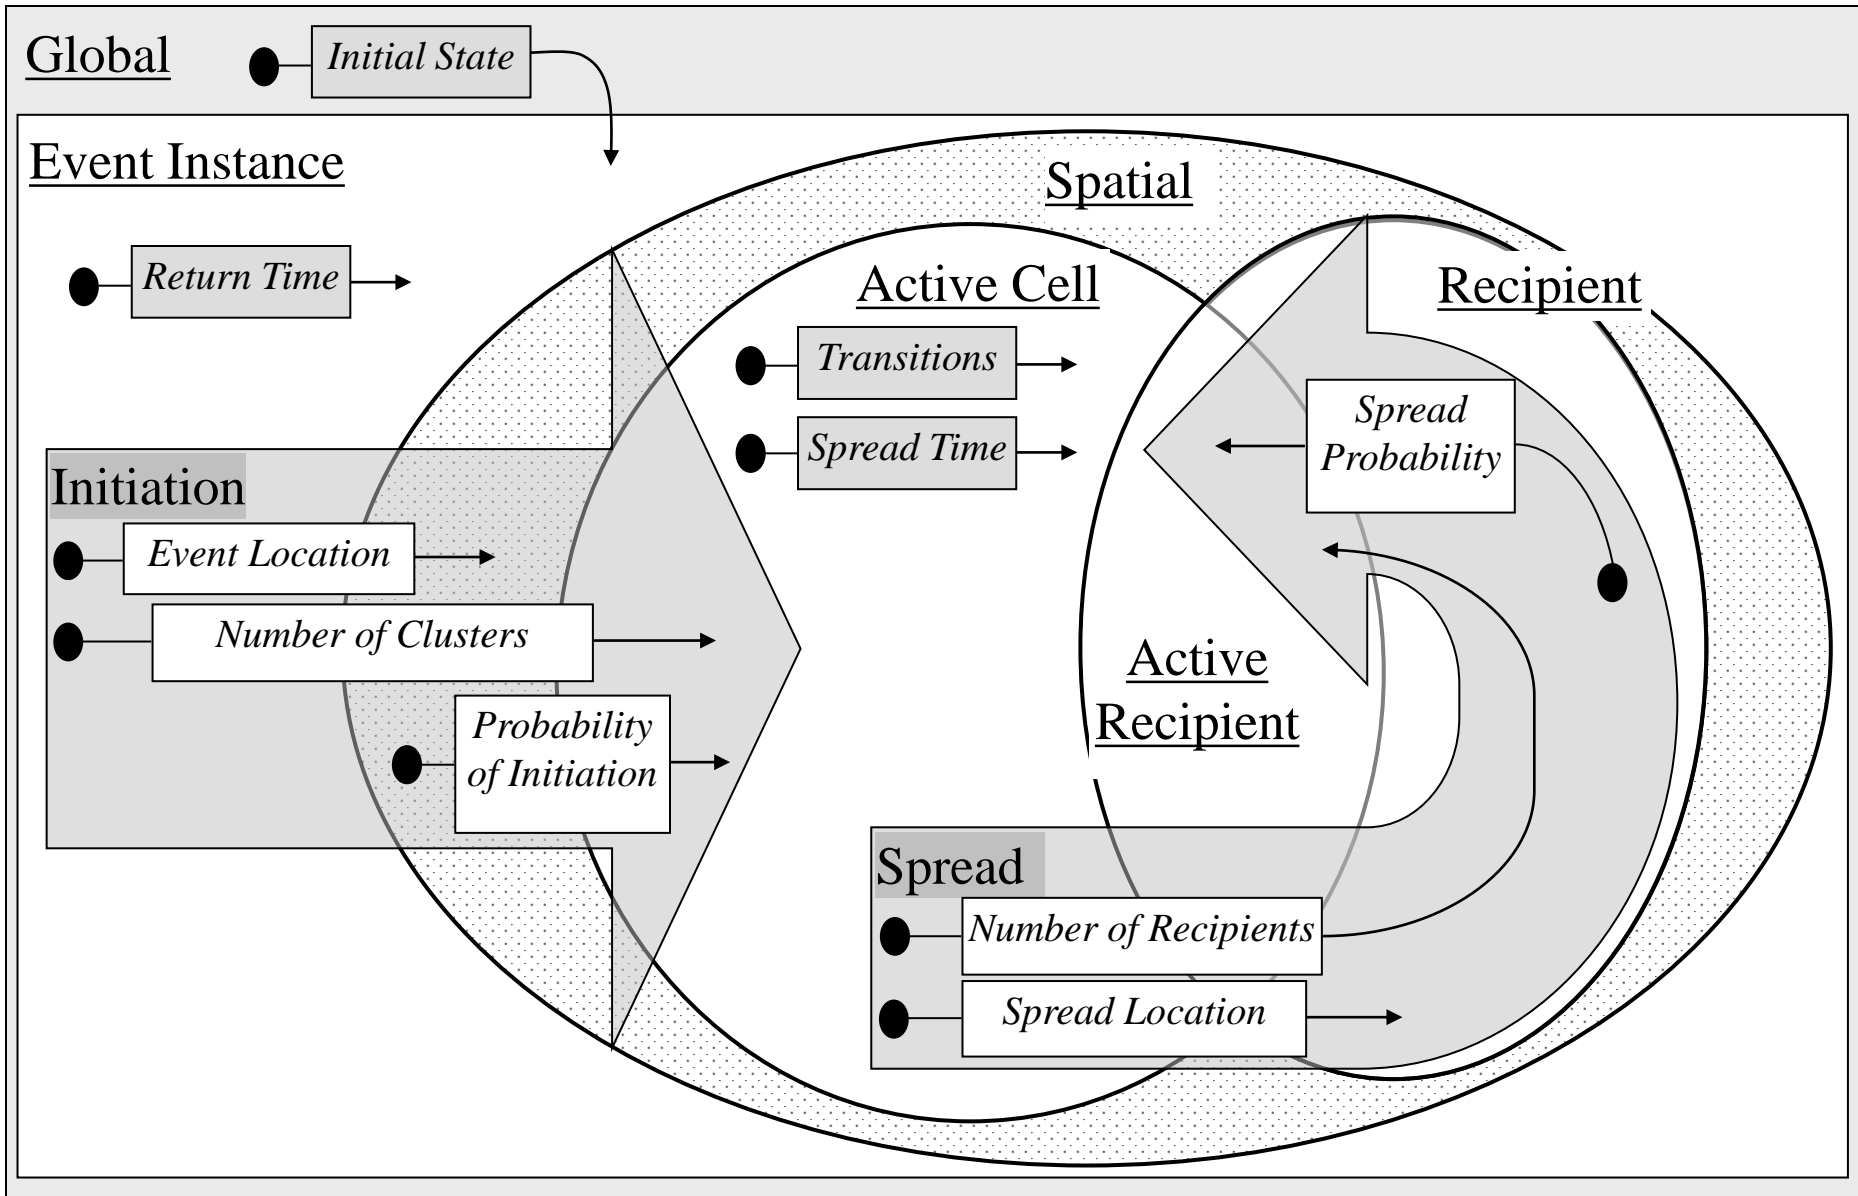 Global
Initial State
Event Instance
Spatial
Return Time
Active Cell
Recipient
Transitions
Spread Time
Spread
Probability
Initiation
Event Location
Number of Clusters
Probability
of Initiation
Active
Recipient
Spread
Number of Recipients
Spread Location